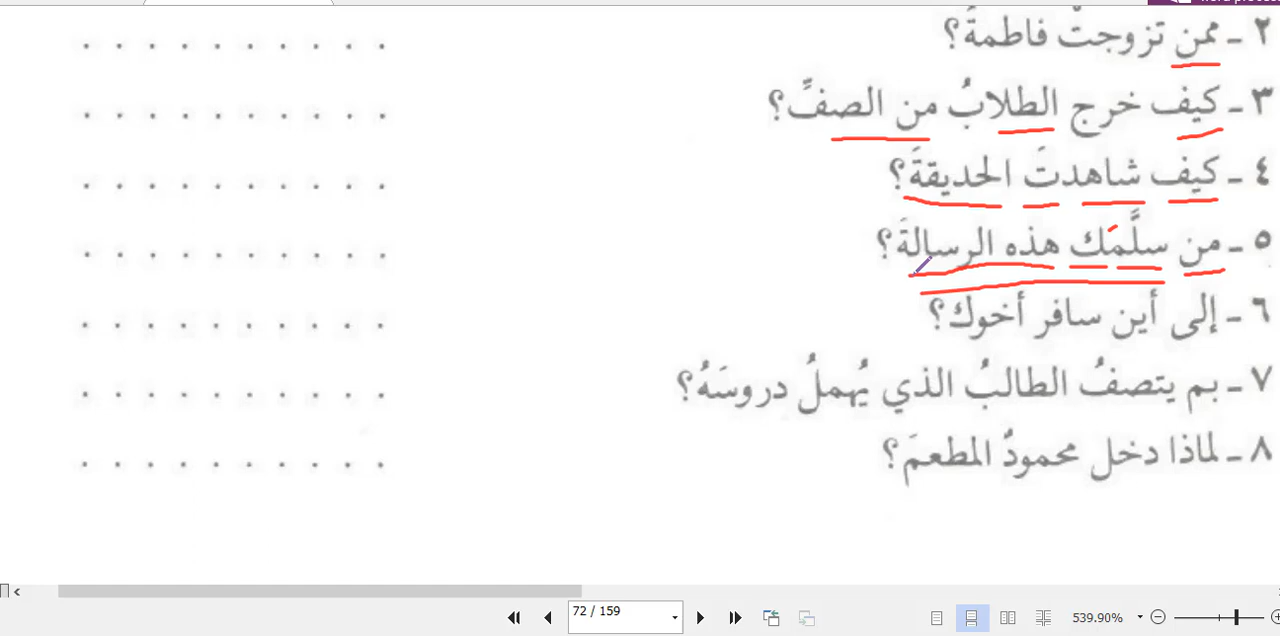 ٢ - ممن تزوجتْ فاطمةُ؟
٣ - كيف خرج الطلابُ من الصفِّ؟
٤ - كيف شاهدتَ الحديقةَ؟
٥ - من سلَّمَك هذه الرسالةَ؟
٦ - إلى أين سافر أخوك؟
٧ - بم يتصفُ الطالبُ الذي يُهملُ دروسَهُ؟
٨ - لماذا دخل محمودٌ المطعمَ؟
72 / 159
539.90%